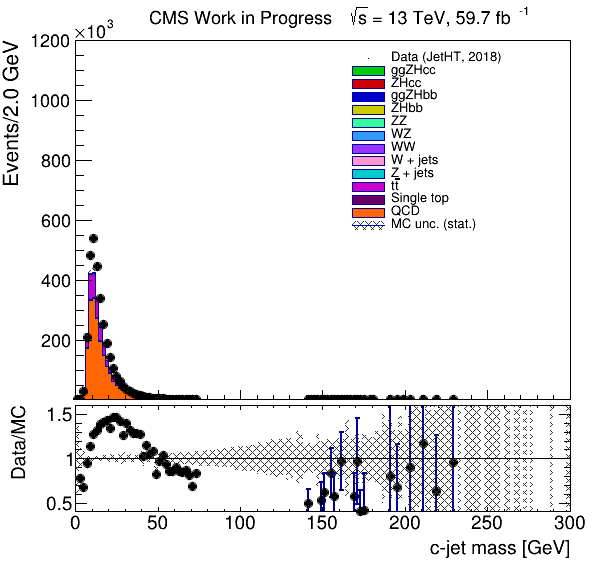 CMS Work in Progress √s = 13 TeV, 59.7 fb -1
×10³
Events/2.0 GeV
1200
1000
800
600
400
200
Data (JetHT, 2018)
ggZHcc
ZHcc
ggZHbb
ZHbb
ZZ
WZ
WW
W + jets
Z + jets
tt̄
Single top
QCD
MC unc. (stat.)
Data/MC
1.5
1
0.5
0 50 100 150 200 250 300
c-jet mass [GeV]